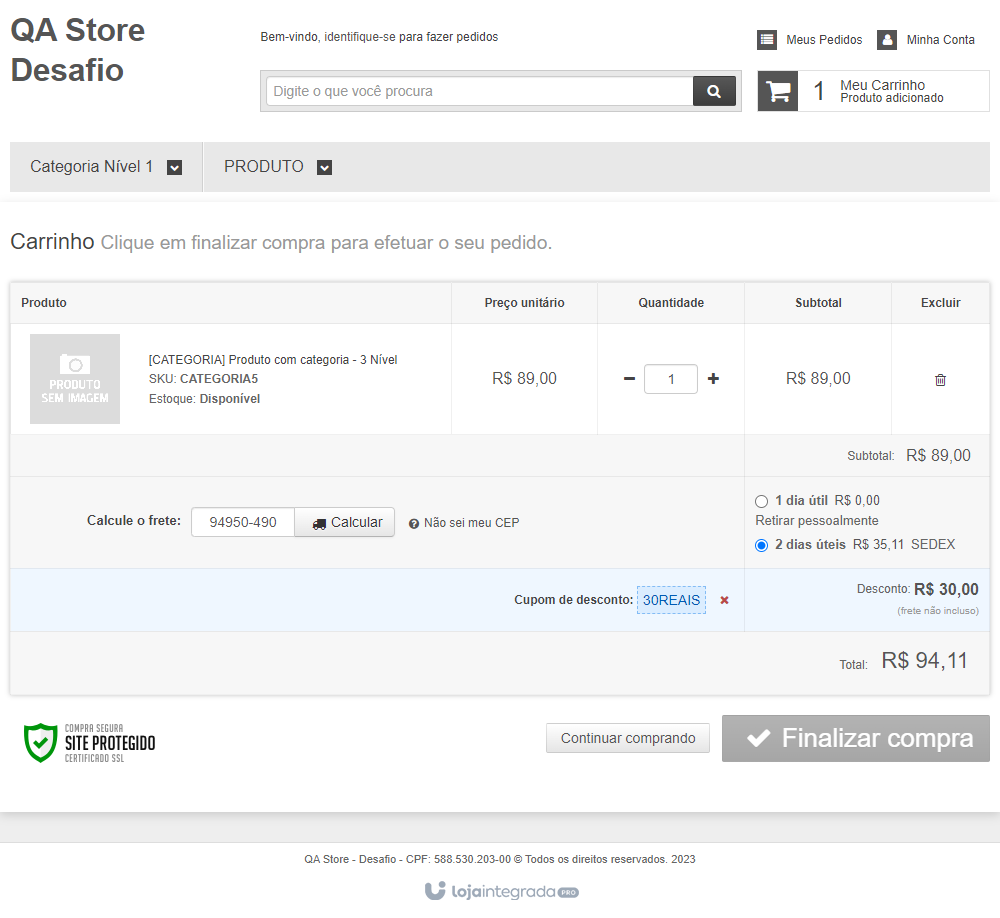 QA Store
Desafio
Bem-vindo, identifique-se para fazer pedidos
Meus Pedidos
Minha Conta
Digite o que você procura
1
Meu Carrinho
Produto adicionado
Categoria Nível 1
PRODUTO
Carrinho Clique em finalizar compra para efetuar o seu pedido.
Produto
Preço unitário
Quantidade
Subtotal
Excluir
PRODUTO
SEM IMAGEM
[CATEGORIA] Produto com categoria - 3 Nível
SKU: CATEGORIA5
Estoque: Disponível
R$ 89,00
1
R$ 89,00
Subtotal: R$ 89,00
Calcule o frete: 94950-490 Calcular Não sei meu CEP
1 dia útil R$ 0,00
Retirar pessoalmente
2 dias úteis R$ 35,11 SEDEX
Cupom de desconto: 30REAIS
Desconto: R$ 30,00
(frete não incluso)
Total: R$ 94,11
COMPRA SEGURA
SITE PROTEGIDO
CERTIFICADO SSL
Continuar comprando
Finalizar compra
QA Store - Desafio - CPF: 588.530.203-00 © Todos os direitos reservados. 2023
lojaintegrada PRO